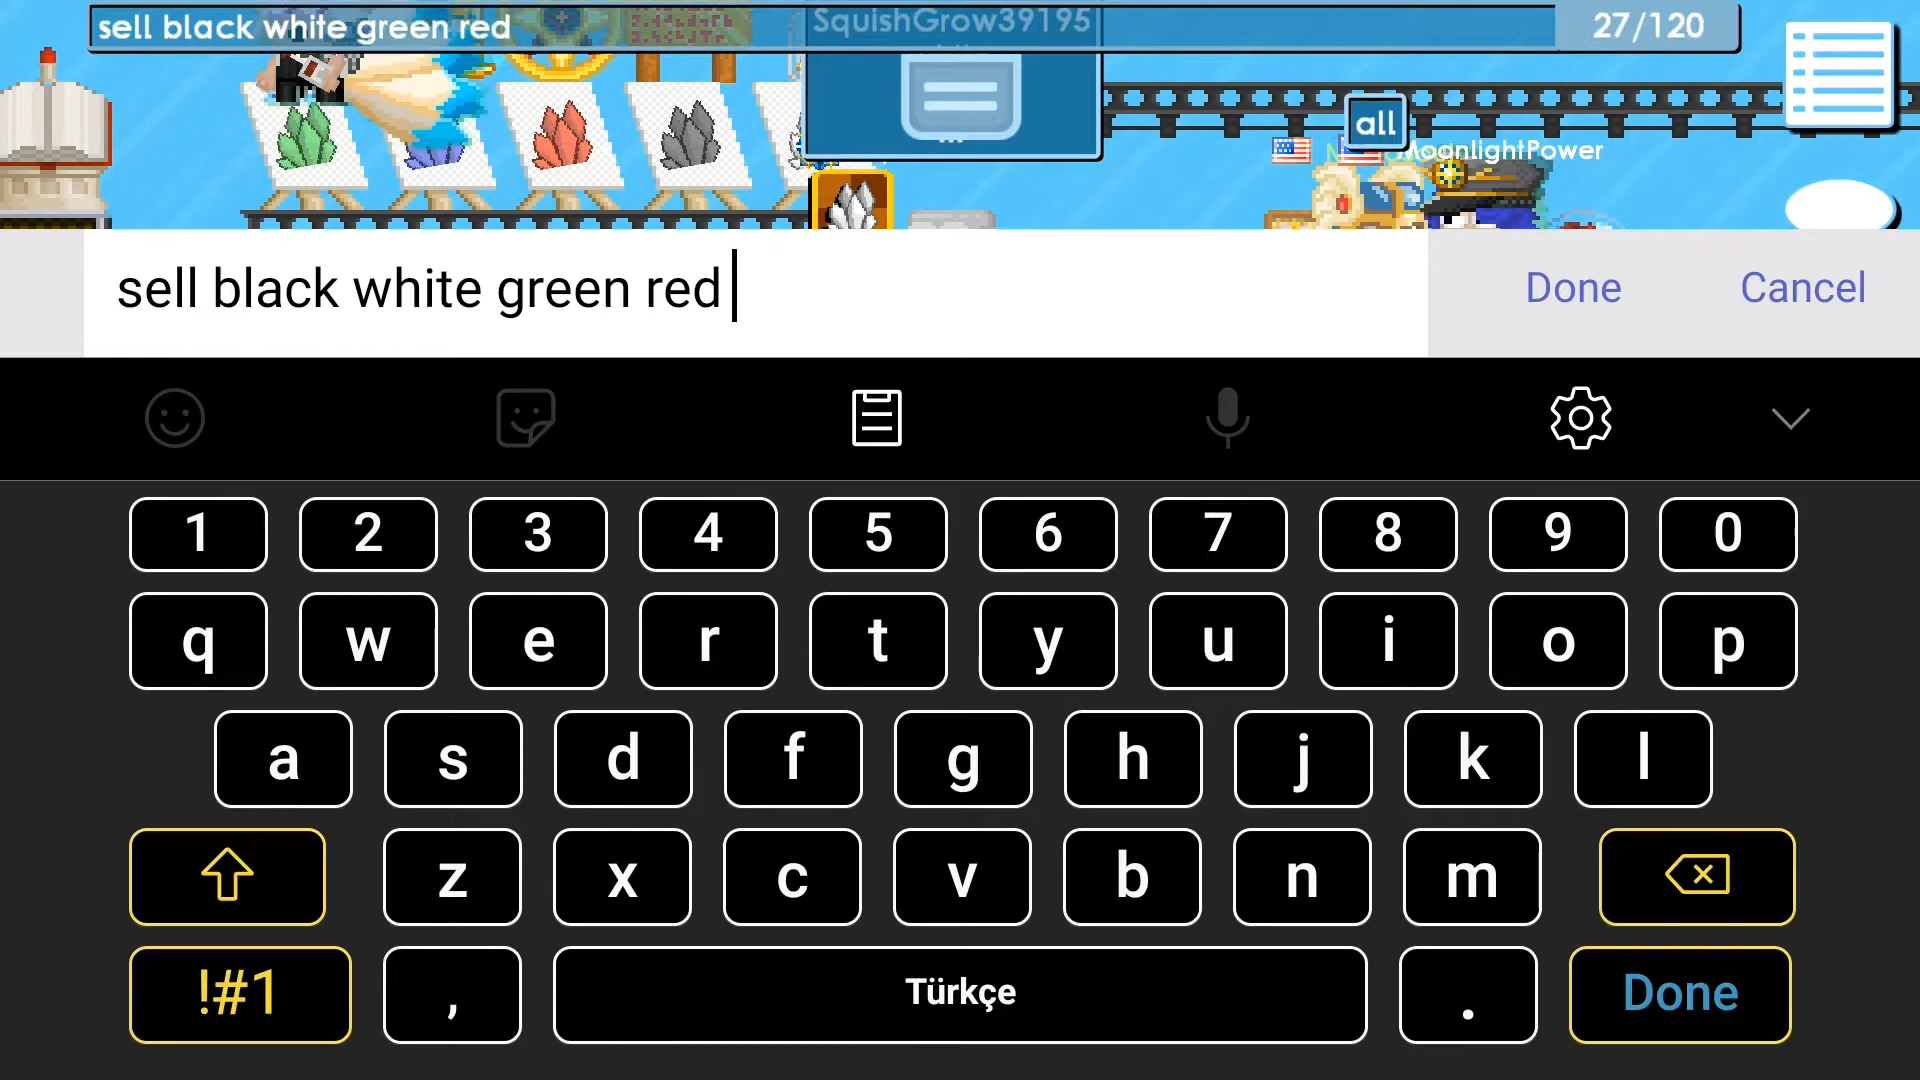 sell black white green red
SquishGrow39195
27/120
all
MoonlightPower
sell black white green red
Done
Cancel
1 2 3 4 5 6 7 8 9 0
q w e r t y u i o p
a s d f g h j k l
z x c v b n m
!#1 , Türkçe . Done